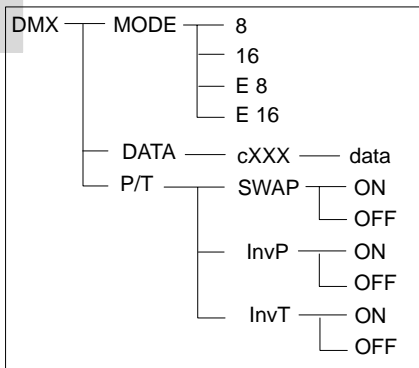 DMX MODE 8
16
E 8
E 16
DATA cXXX data
P/T SWAP ON
OFF
InvP ON
OFF
InvT ON
OFF